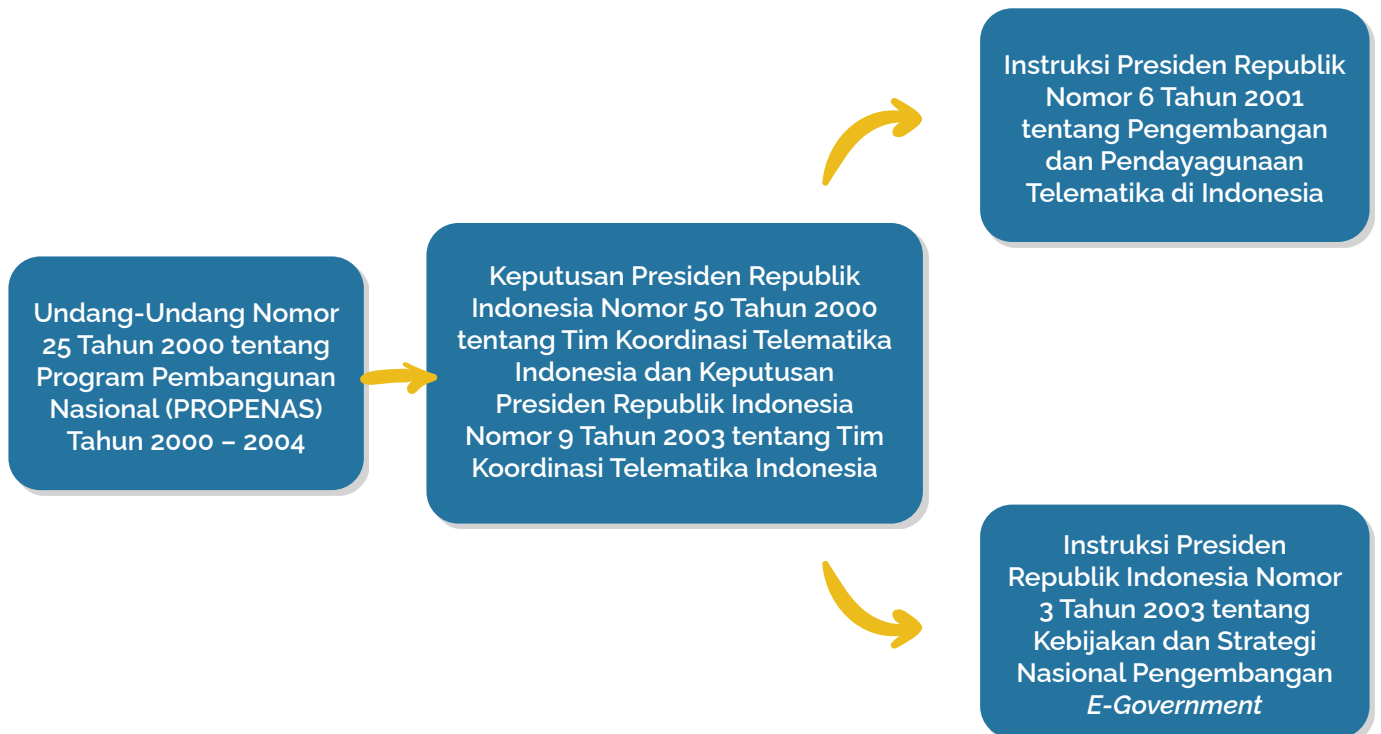 Undang-Undang Nomor
25 Tahun 2000 tentang
Program Pembangunan
Nasional (PROPENAS)
Tahun 2000 – 2004
Keputusan Presiden Republik
Indonesia Nomor 50 Tahun 2000
tentang Tim Koordinasi Telematika
Indonesia dan Keputusan
Presiden Republik Indonesia
Nomor 9 Tahun 2003 tentang Tim
Koordinasi Telematika Indonesia
Instruksi Presiden Republik
Nomor 6 Tahun 2001
tentang Pengembangan
dan Pendayagunaan
Telematika di Indonesia
Instruksi Presiden
Republik Indonesia Nomor
3 Tahun 2003 tentang
Kebijakan dan Strategi
Nasional Pengembangan
E-Government